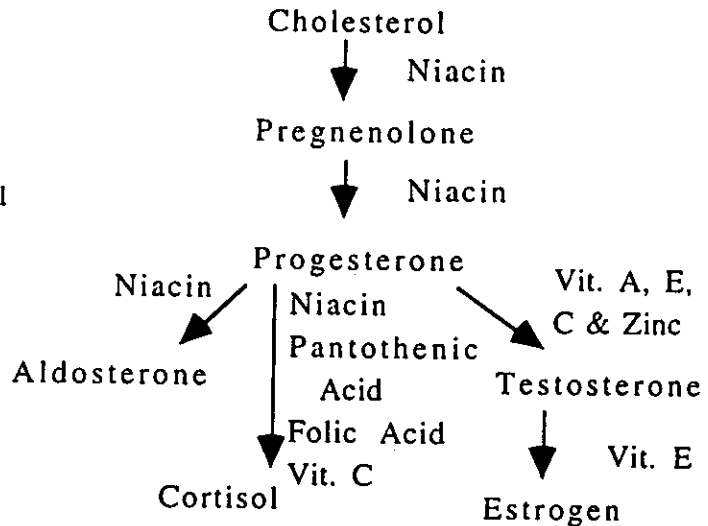 Cholesterol
Niacin
Pregnenolone
Niacin
l
Progesterone
Niacin
Niacin
Pantothenic
Acid
Folic Acid
Vit. C
Vit. A, E,
C & Zinc
Aldosterone
Testosterone
Vit. E
Cortisol
Estrogen